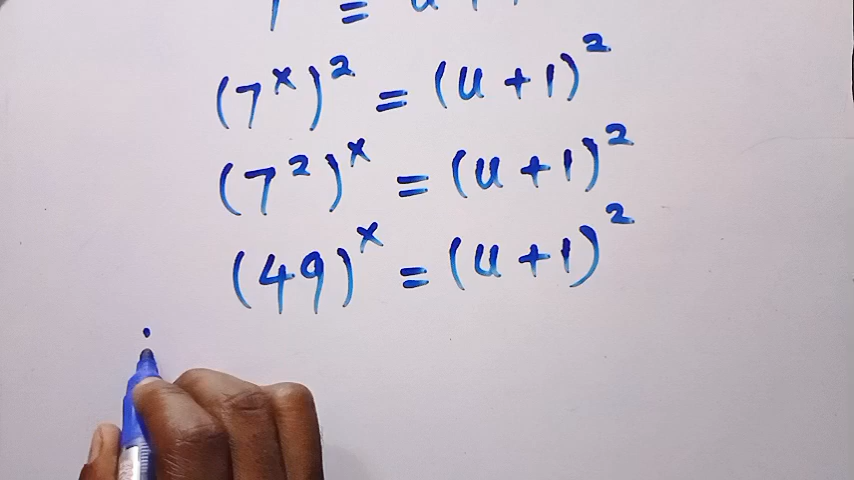 (7^x)^2 = (u+1)^2
(7^2)^x = (u+1)^2
(49)^x = (u+1)^2